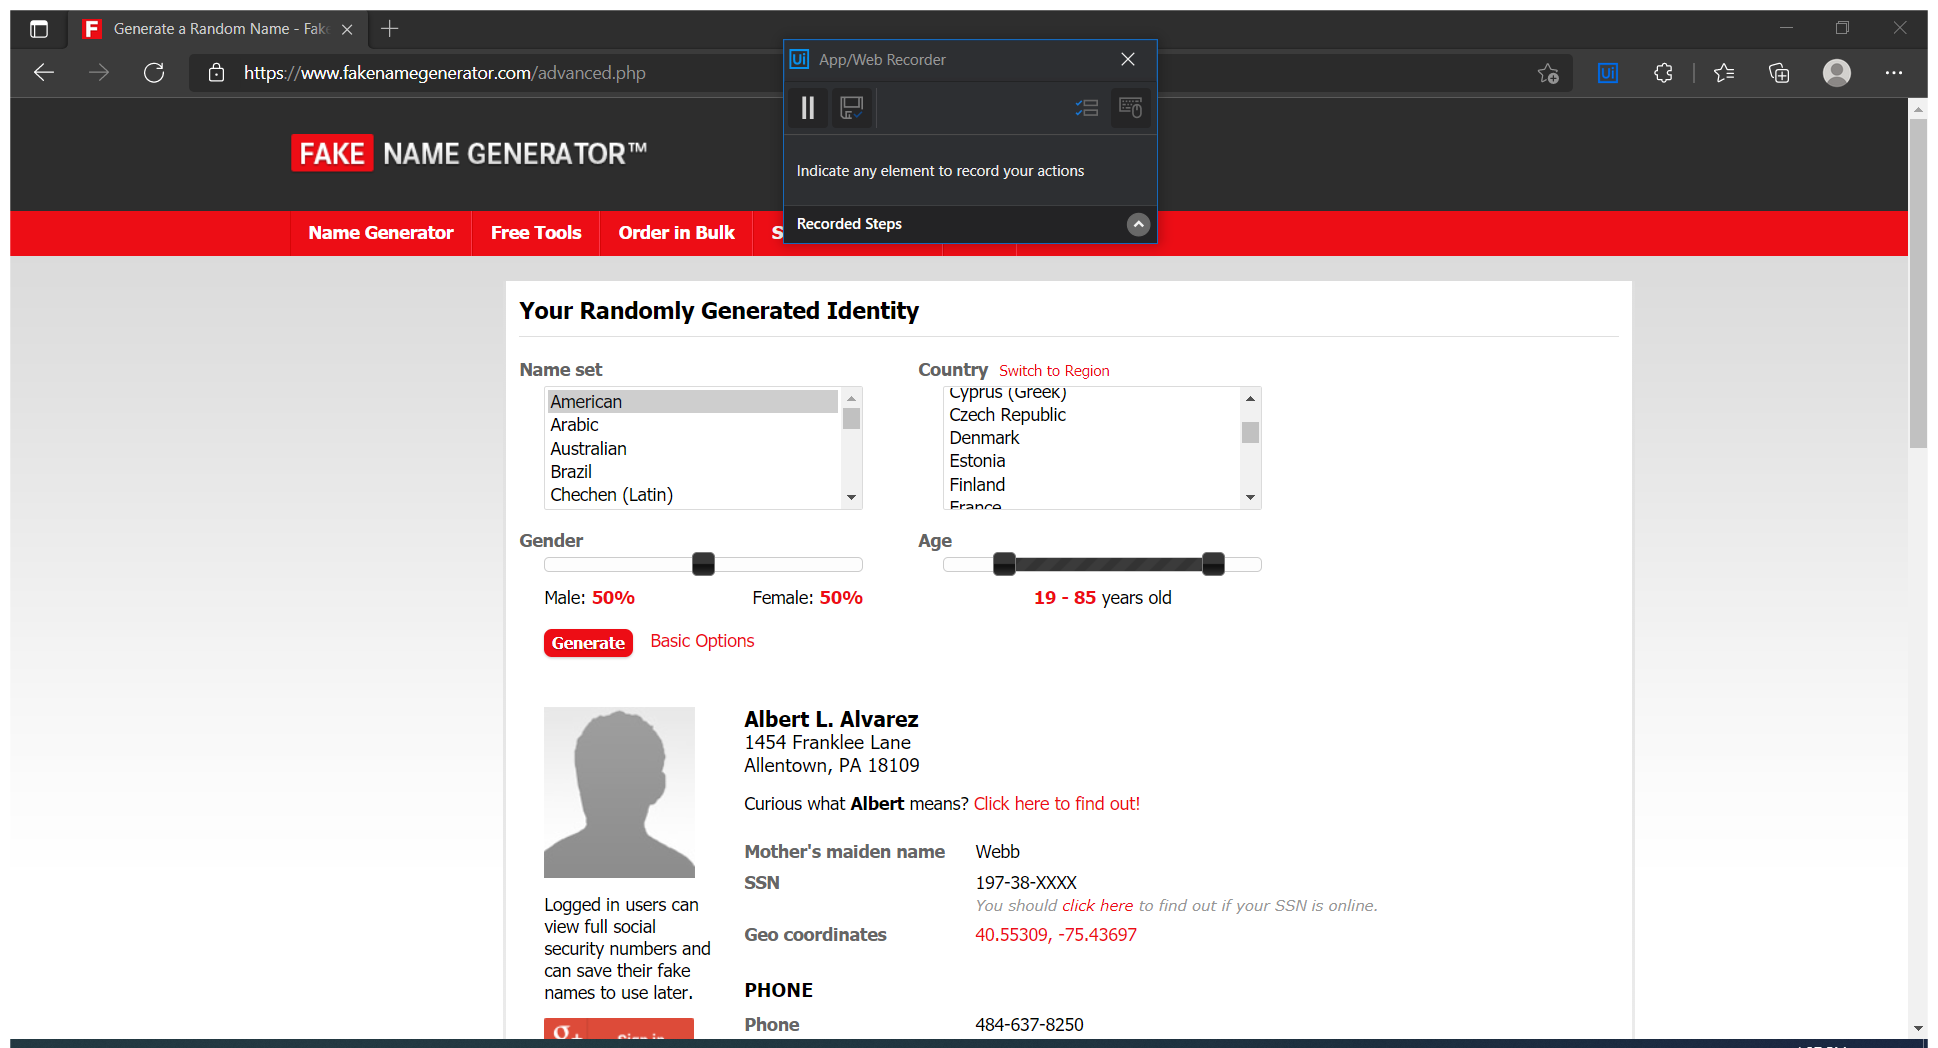 Generate a Random Name - Fake
https://www.fakenamegenerator.com/advanced.php
Ui App/Web Recorder
Ui
Indicate any element to record your actions
Recorded Steps
FAKE NAME GENERATOR™
Name Generator
Free Tools
Order in Bulk
S
Your Randomly Generated Identity
Name set
American
Arabic
Australian
Brazil
Chechen (Latin)
Country Switch to Region
Cyprus (Greek)
Czech Republic
Denmark
Estonia
Finland
France
Gender
Male: 50%
Female: 50%
Age
19 - 85 years old
Generate
Basic Options
Albert L. Alvarez
1454 Franklee Lane
Allentown, PA 18109
Curious what Albert means? Click here to find out!
Mother's maiden name Webb
SSN 197-38-XXXX
You should click here to find out if your SSN is online.
Geo coordinates 40.55309, -75.43697
Logged in users can
view full social
security numbers and
can save their fake
names to use later.
g+ Sign in
PHONE
Phone 484-637-8250